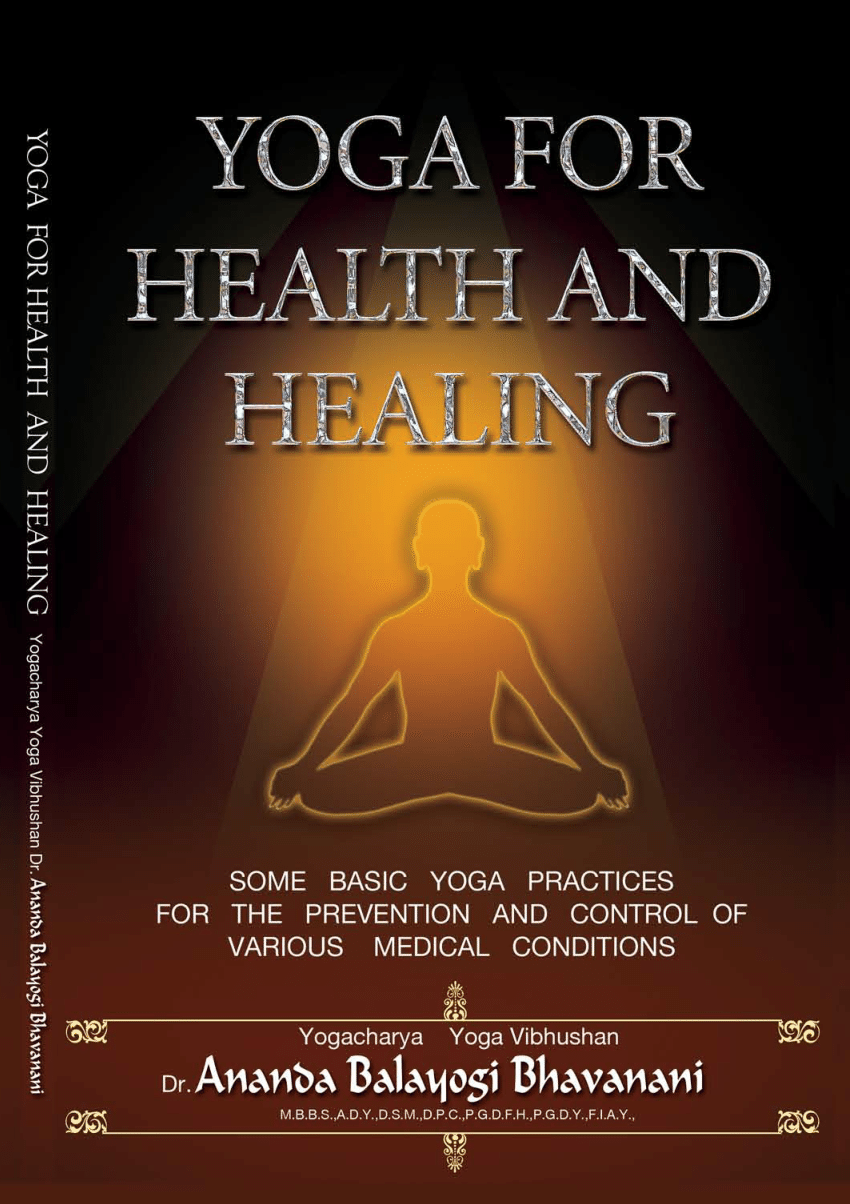 YOGA FOR
HEALTH AND
HEALING
SOME BASIC YOGA PRACTICES
FOR THE PREVENTION AND CONTROL OF
VARIOUS MEDICAL CONDITIONS
Yogacharya Yoga Vibhushan
Dr. Ananda Balayogi Bhavanani
M.B.B.S.,A.D.Y.,D.S.M.,D.P.C.,P.G.D.F.H.,P.G.D.Y.,F.I.A.Y.,
YOGA FOR HEALTH AND HEALING Yogacharya Yoga Vibhushan Dr. Ananda Balayogi Bhavanani